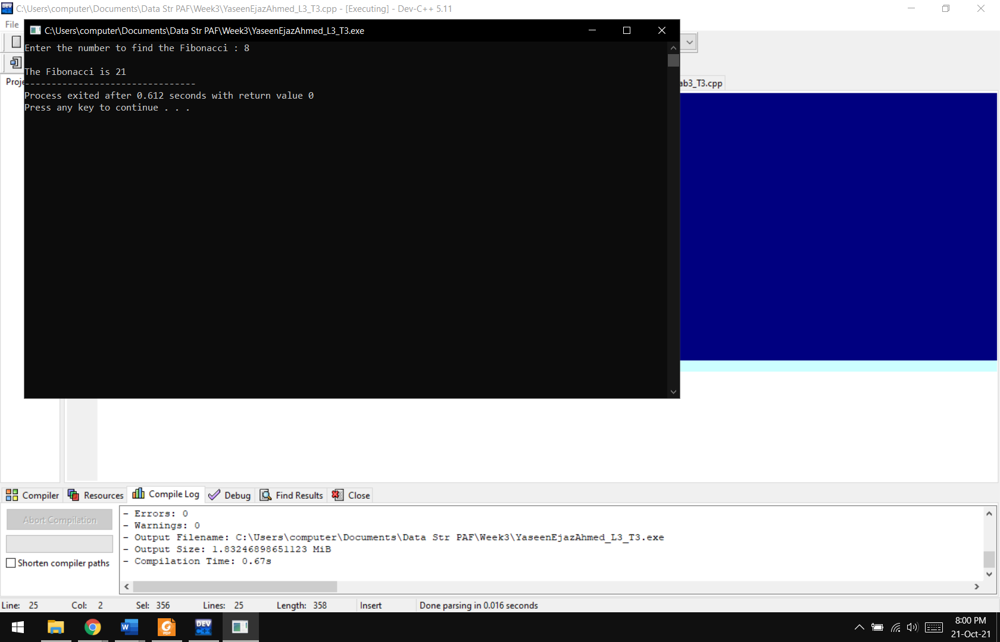 C:\Users\computer\Documents\Data Str PAF\Week3\YaseenEjazAhmed_L3_T3.cpp - [Executing] - Dev-C++ 5.11
File
C:\Users\computer\Documents\Data Str PAF\Week3\YaseenEjazAhmed_L3_T3.exe
Enter the number to find the Fibonacci : 8
The Fibonacci is 21
--------------------------------
Process exited after 0.612 seconds with return value 0
Press any key to continue . . .
Proje
ab3_T3.cpp
Compiler
Resources
Compile Log
Debug
Find Results
Close
Abort Compilation
Shorten compiler paths
- Errors: 0
- Warnings: 0
- Output Filename: C:\Users\computer\Documents\Data Str PAF\Week3\YaseenEjazAhmed_L3_T3.exe
- Output Size: 1.83246898651123 MiB
- Compilation Time: 0.67s
Line: 25 Col: 2 Sel: 356 Lines: 25 Length: 358 Insert Done parsing in 0.016 seconds
W
PDF
DEV
C++
8:00 PM
21-Oct-21